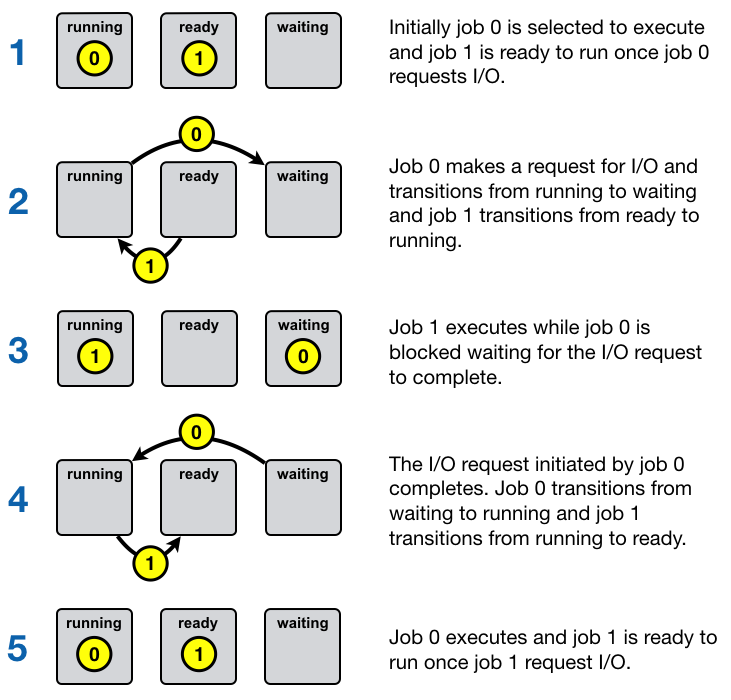 1
running
0
ready
1
waiting
Initially job 0 is selected to execute
and job 1 is ready to run once job 0
requests I/O.
2
0
running
ready
waiting
1
Job 0 makes a request for I/O and
transitions from running to waiting
and job 1 transitions from ready to
running.
3
running
1
ready
waiting
0
Job 1 executes while job 0 is
blocked waiting for the I/O request
to complete.
4
0
running
ready
waiting
1
The I/O request initiated by job 0
completes. Job 0 transitions from
waiting to running and job 1
transitions from running to ready.
5
running
0
ready
1
waiting
Job 0 executes and job 1 is ready to
run once job 1 request I/O.